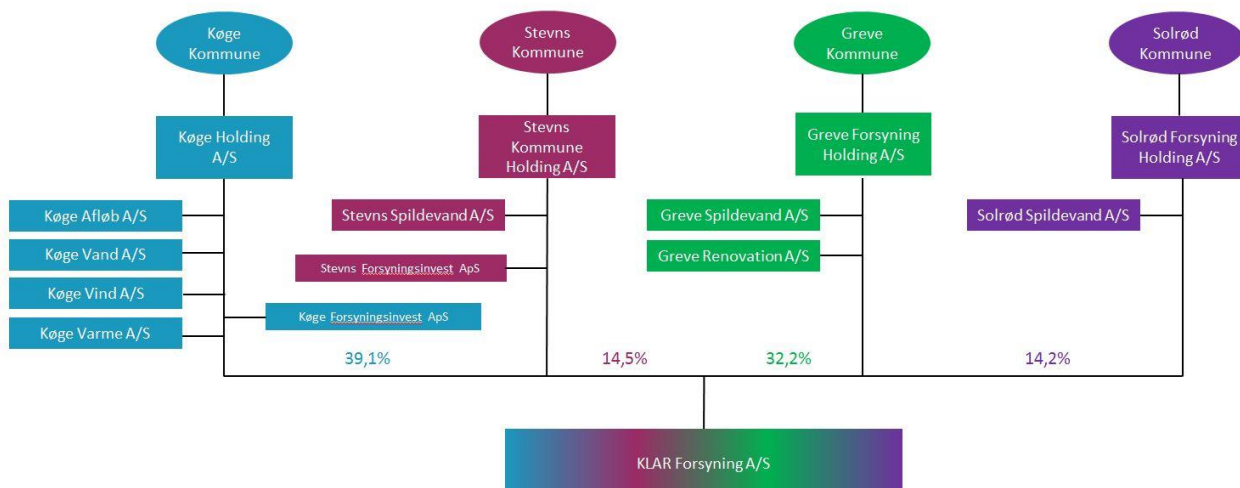 Køge
Kommune
Stevns
Kommune
Greve
Kommune
Solrød
Kommune
Køge Holding
A/S
Stevns
Kommune
Holding A/S
Greve Forsyning
Holding A/S
Solrød Forsyning
Holding A/S
Køge Afløb A/S
Stevns Spildevand A/S
Greve Spildevand A/S
Solrød Spildevand A/S
Køge Vand A/S
Stevns Forsyningsinvest ApS
Greve Renovation A/S
Køge Vind A/S
Køge Forsyningsinvest ApS
Køge Varme A/S
39,1%
14,5%
32,2%
14,2%
KLAR Forsyning A/S